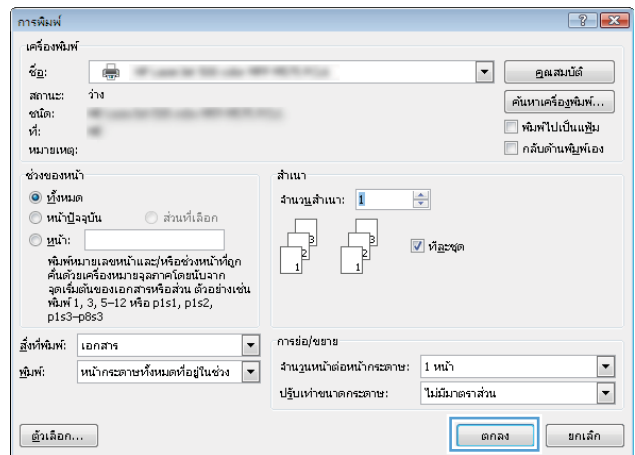 การพิมพ์
เครื่องพิมพ์
ชื่อ:
คุณสมบัติ
สถานะ: ว่าง
ชนิด:
ค้นหาเครื่องพิมพ์...
ที่:
พิมพ์ไปเป็นแฟ้ม
หมายเหตุ:
กลับด้านพิมพ์เอง
ช่วงของหน้า
ทั้งหมด
หน้าปัจจุบัน ส่วนที่เลือก
หน้า:
พิมพ์หมายเลขหน้าและ/หรือช่วงหน้าที่ถูก
คั่นด้วยเครื่องหมายจุลภาคโดยนับจาก
จุดเริ่มต้นของเอกสารหรือส่วน ตัวอย่างเช่น
พิมพ์ 1, 3, 5–12 หรือ p1s1, p1s2,
p1s3–p8s3
สำเนา
จำนวนสำเนา: 1
1 2 3 1 2 3
ทีละชุด
สิ่งที่พิมพ์: เอกสาร
พิมพ์: หน้ากระดาษทั้งหมดที่อยู่ในช่วง
การย่อ/ขยาย
จำนวนหน้าต่อหน้ากระดาษ: 1 หน้า
ปรับเท่าขนาดกระดาษ: ไม่มีมาตราส่วน
ตัวเลือก...
ตกลง
ยกเลิก